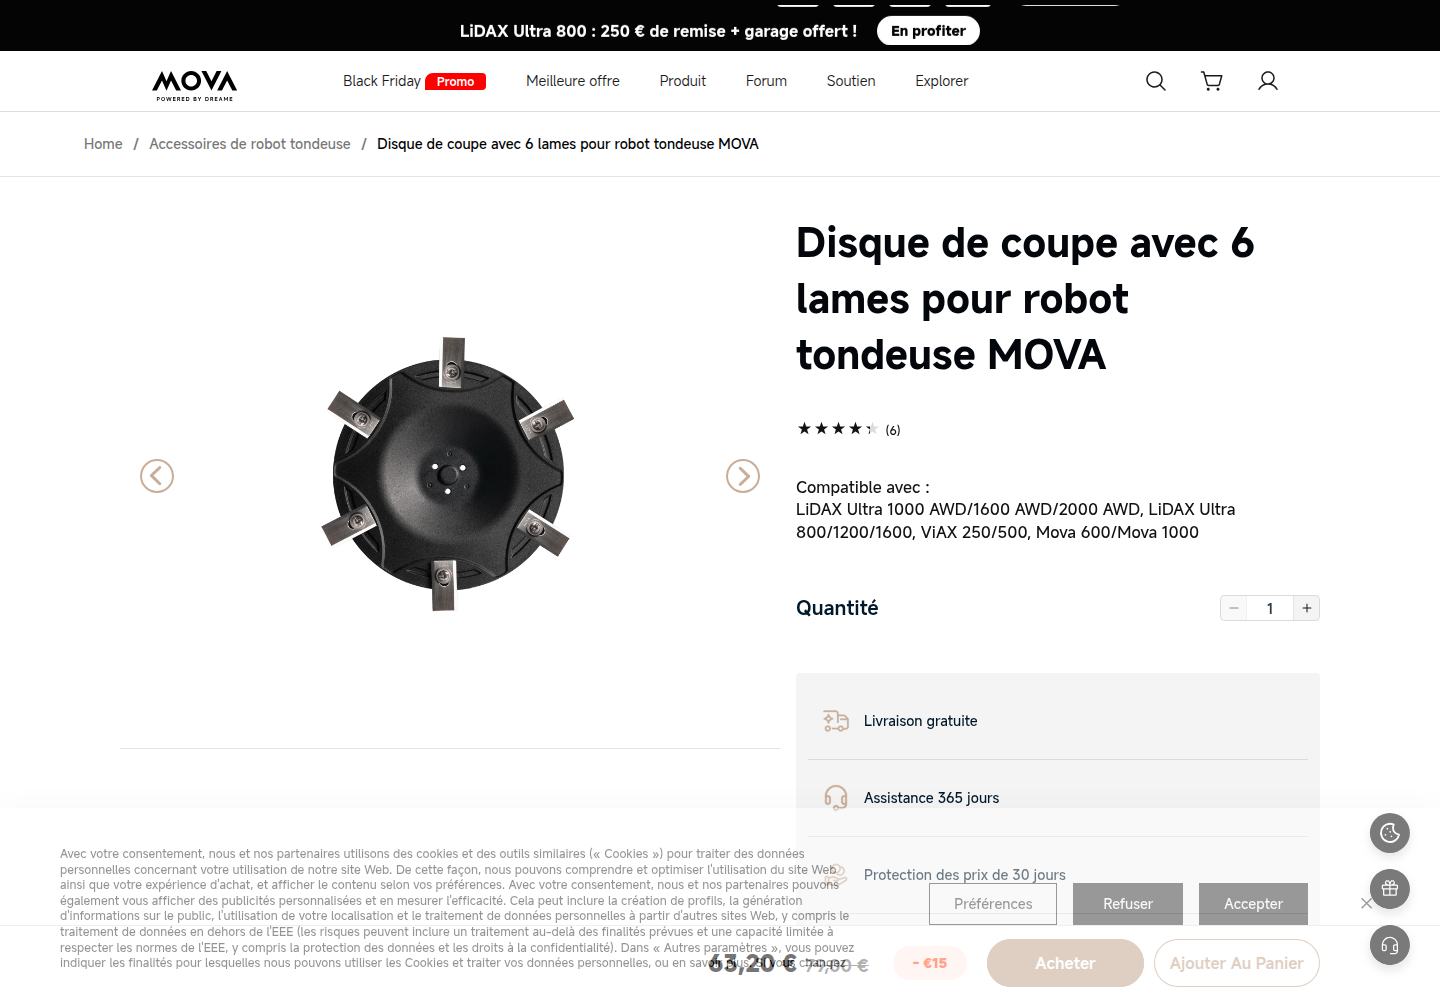 LiDAX Ultra 800 : 250 € de remise + garage offert !
En profiter
MOVA
POWERED BY DREAME
Black Friday Promo Meilleure offre Produit Forum Soutien Explorer
Home / Accessoires de robot tondeuse / Disque de coupe avec 6 lames pour robot tondeuse MOVA
Disque de coupe avec 6
lames pour robot
tondeuse MOVA
★★★★★ (6)
Compatible avec :
LiDAX Ultra 1000 AWD/1600 AWD/2000 AWD, LiDAX Ultra
800/1200/1600, ViAX 250/500, Mova 600/Mova 1000
Quantité
− 1 +
Livraison gratuite
Assistance 365 jours
Protection des prix de 30 jours
Avec votre consentement, nous et nos partenaires utilisons des cookies et des outils similaires (« Cookies ») pour traiter des données
personnelles concernant votre utilisation de notre site Web. De cette façon, nous pouvons comprendre et optimiser l'utilisation du site Web
ainsi que votre expérience d'achat, et afficher le contenu selon vos préférences. Avec votre consentement, nous et nos partenaires pouvons
également vous afficher des publicités personnalisées et en mesurer l'efficacité. Cela peut inclure la création de profils, la génération
d'informations sur le public, l'utilisation de votre localisation et le traitement de données personnelles à partir d'autres sites Web, y compris le
traitement de données en dehors de l'EEE (les risques peuvent inclure un traitement au-delà des finalités prévues et une capacité limitée à
respecter les normes de l'EEE, y compris la protection des données et les droits à la confidentialité). Dans « Autres paramètres », vous pouvez
indiquer les finalités pour lesquelles nous pouvons utiliser les Cookies et traiter vos données personnelles, ou en savoir plus. Si vous changez
Préférences
Refuser
Accepter
63,20 €
- €15
Acheter
Ajouter Au Panier